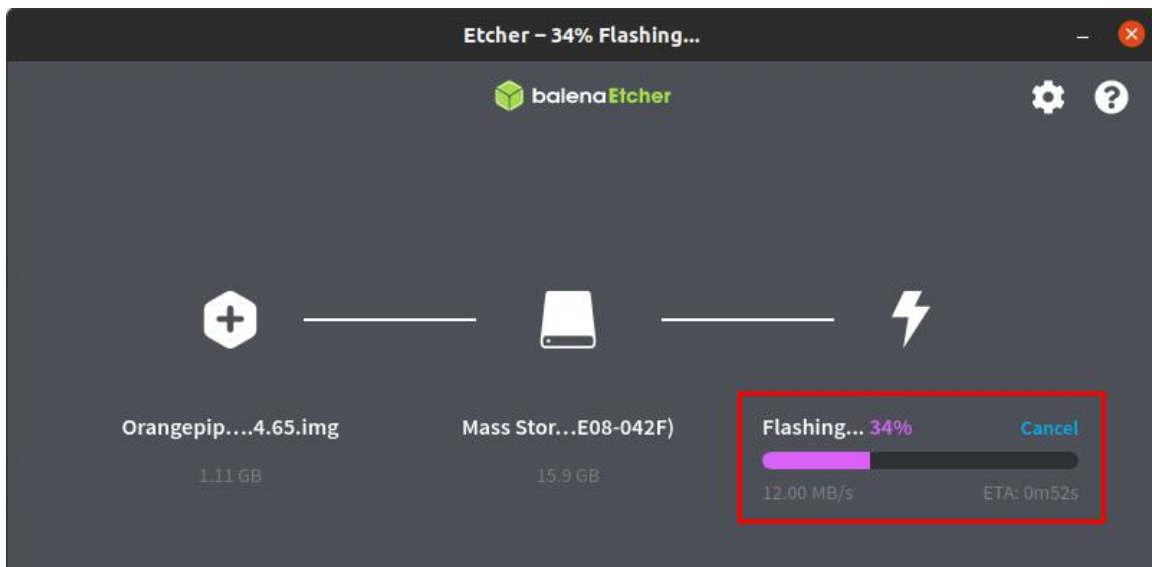 Etcher – 34% Flashing...
balenaEtcher
Orangepip....4.65.img
Mass Stor...E08-042F)
Flashing... 34%
Cancel
1.11 GB
15.9 GB
12.00 MB/s
ETA: 0m52s